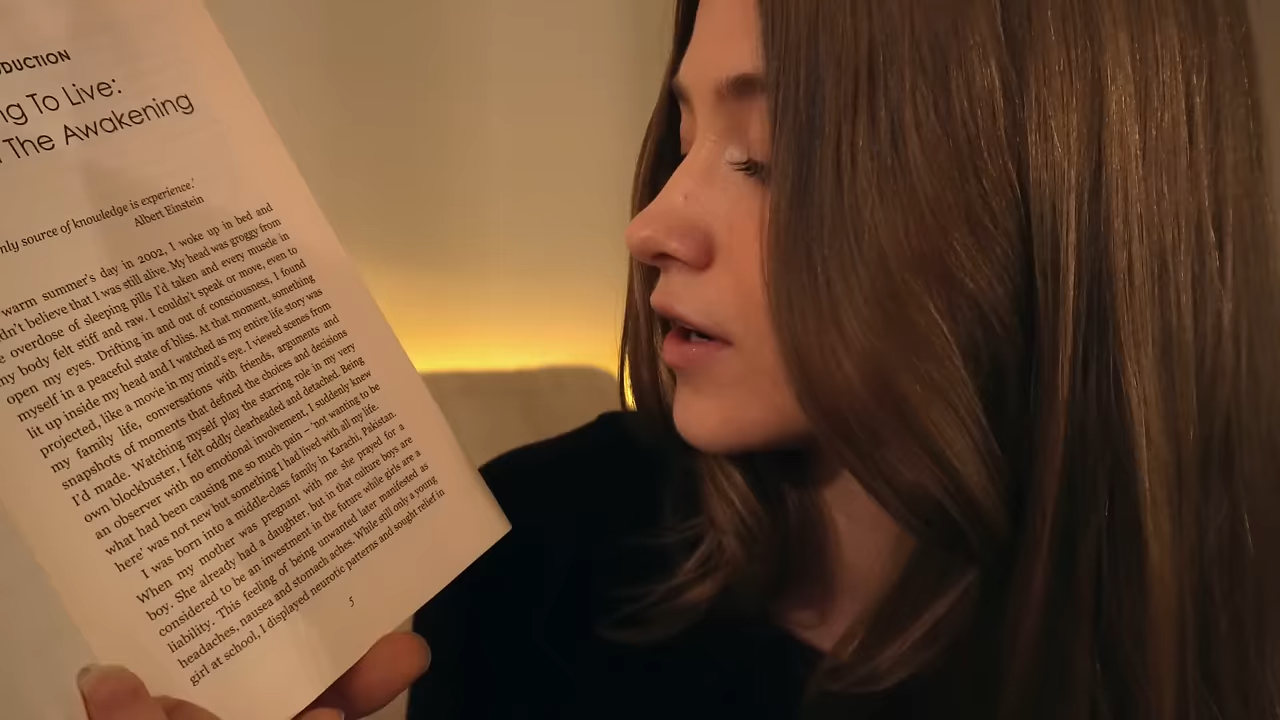 DUCTION
ng To Live:
The Awakening
nly source of knowledge is experience.'
Albert Einstein
warm summer's day in 2002, I woke up in bed and
dn't believe that I was still alive. My head was groggy from
overdose of sleeping pills I'd taken and every muscle in
my body felt stiff and raw. I couldn't speak or move, even to
open my eyes. Drifting in and out of consciousness, I found
myself in a peaceful state of bliss. At that moment, something
lit up inside my head and I watched as my entire life story was
projected, like a movie in my mind's eye. I viewed scenes from
my family life, conversations with friends, arguments and
snapshots of moments that defined the choices and decisions
I'd made. Watching myself play the starring role in my very
own blockbuster, I felt oddly clearheaded and detached. Being
an observer with no emotional involvement, I suddenly knew
what had been causing me so much pain – 'not wanting to be
here' was not new but something I had lived with all my life.
I was born into a middle-class family in Karachi, Pakistan.
When my mother was pregnant with me she prayed for a
boy. She already had a daughter, but in that culture boys are
considered to be an investment in the future while girls are a
liability. This feeling of being unwanted later manifested as
headaches, nausea and stomach aches. While still only a young
girl at school, I displayed neurotic patterns and sought relief in
5